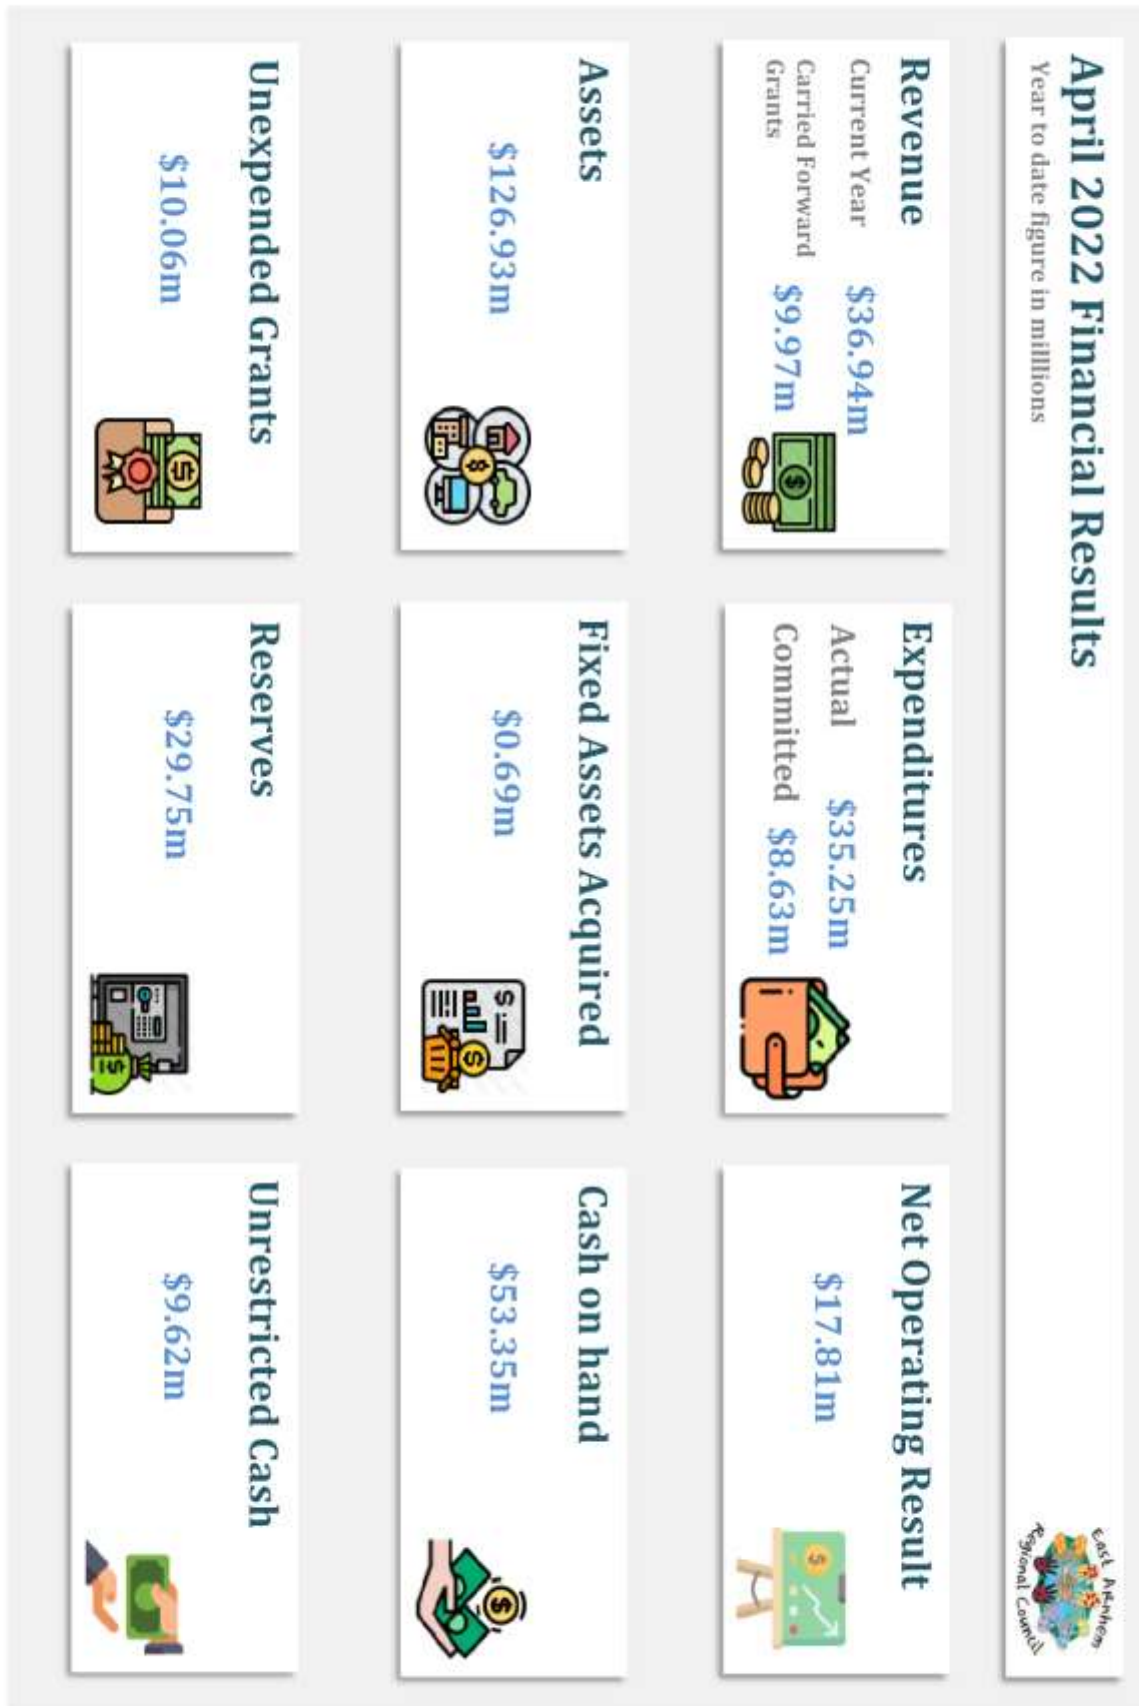 April 2022 Financial Results
Year to date figure in milllions
East Arnhem
Regional Council
Revenue
Current Year $36.94m
Carried Forward
Grants
$9.97m
Expenditures
Actual $35.25m
Committed $8.63m
Net Operating Result
$17.81m
Assets
$126.93m
Fixed Assets Acquired
$0.69m
Cash on hand
$53.35m
Unexpended Grants
$10.06m
Reserves
$29.75m
Unrestricted Cash
$9.62m